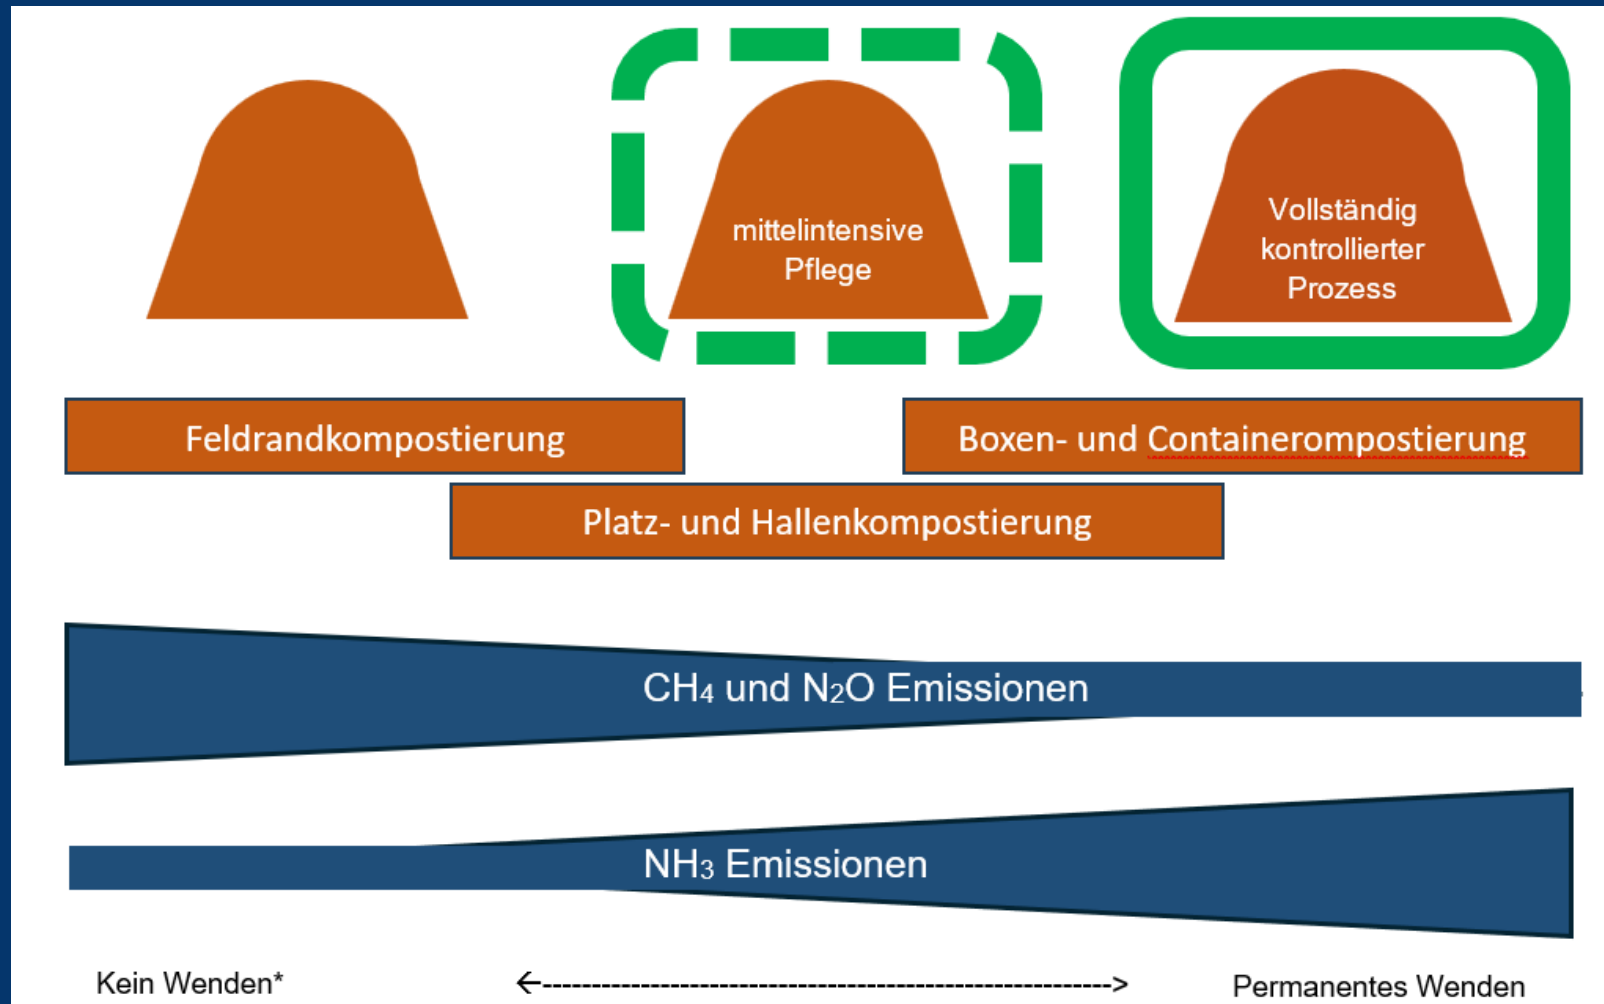 mittelintensive
Pflege
Vollständig
kontrollierter
Prozess
Feldrandkompostierung
Boxen- und Containerompostierung
Platz- und Hallenkompostierung
CH₄ und N₂O Emissionen
NH₃ Emissionen
Kein Wenden*
Permanentes Wenden